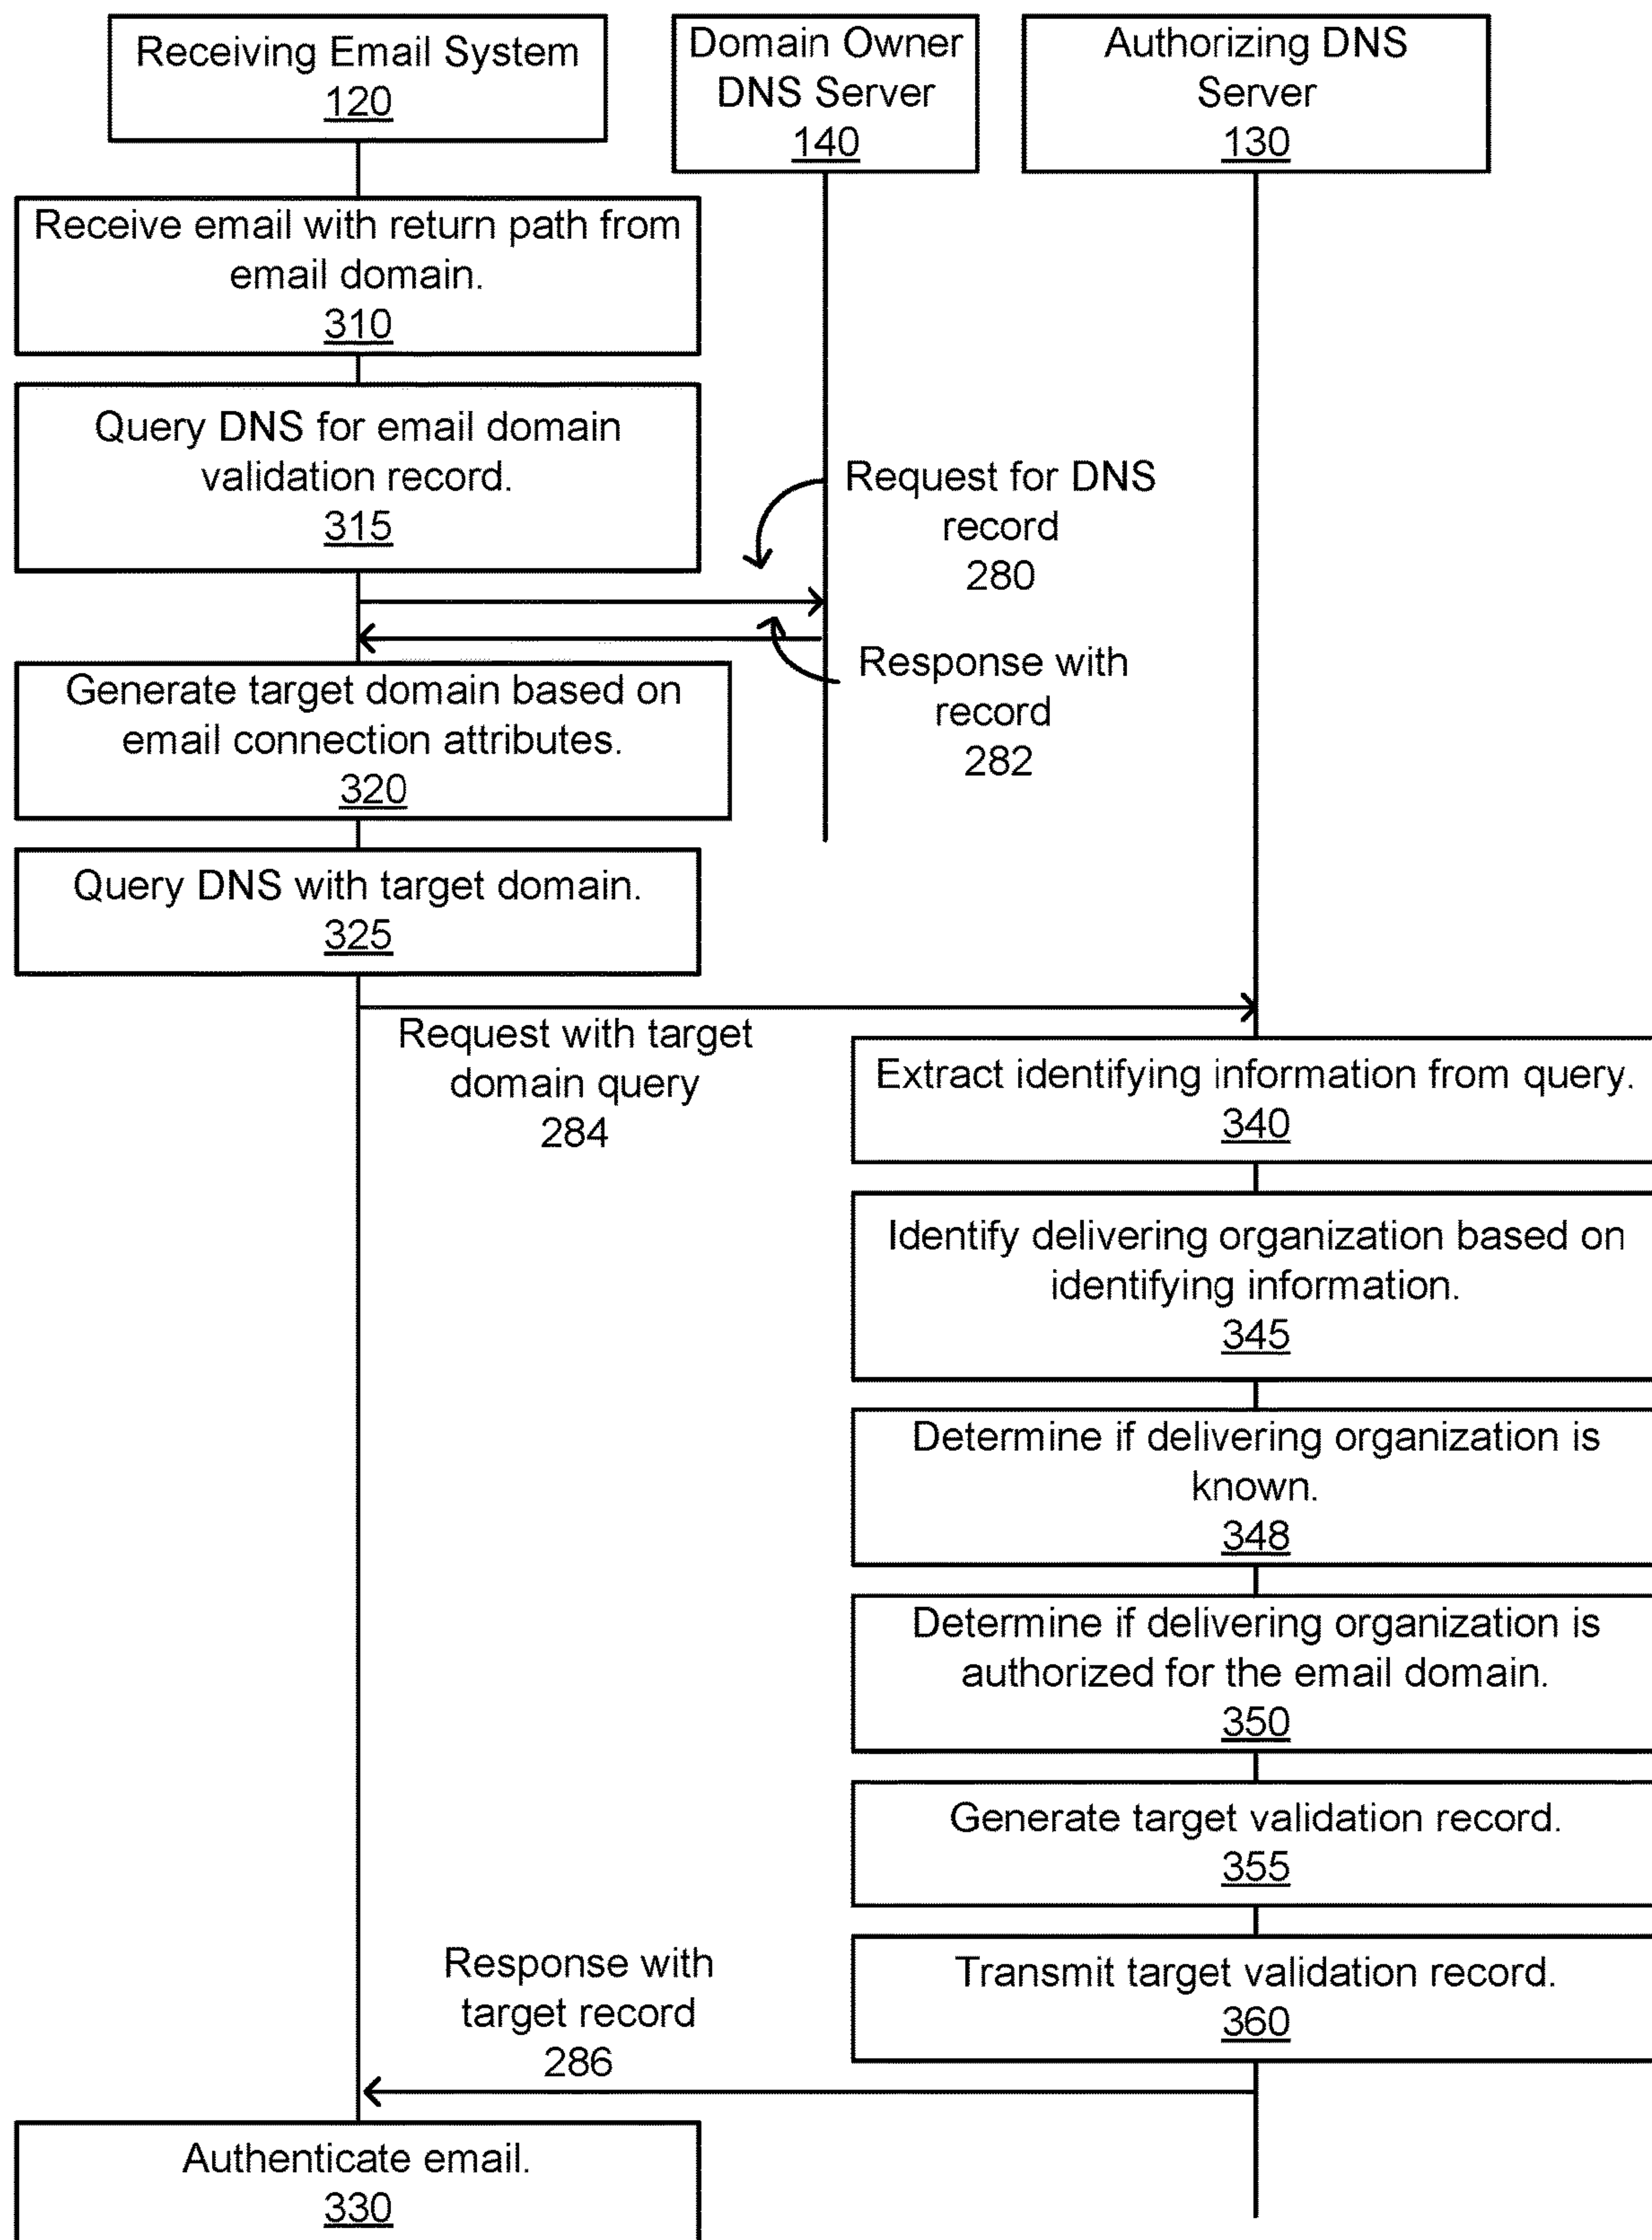 Receiving Email System
120
Domain Owner
DNS Server
140
Authorizing DNS
Server
130
Receive email with return path from
email domain.
310
Query DNS for email domain
validation record.
315
Request for DNS
record
280
Response with
record
282
Generate target domain based on
email connection attributes.
320
Query DNS with target domain.
325
Request with target
domain query
284
Extract identifying information from query.
340
Identify delivering organization based on
identifying information.
345
Determine if delivering organization is
known.
348
Determine if delivering organization is
authorized for the email domain.
350
Generate target validation record.
355
Transmit target validation record.
360
Response with
target record
286
Authenticate email.
330